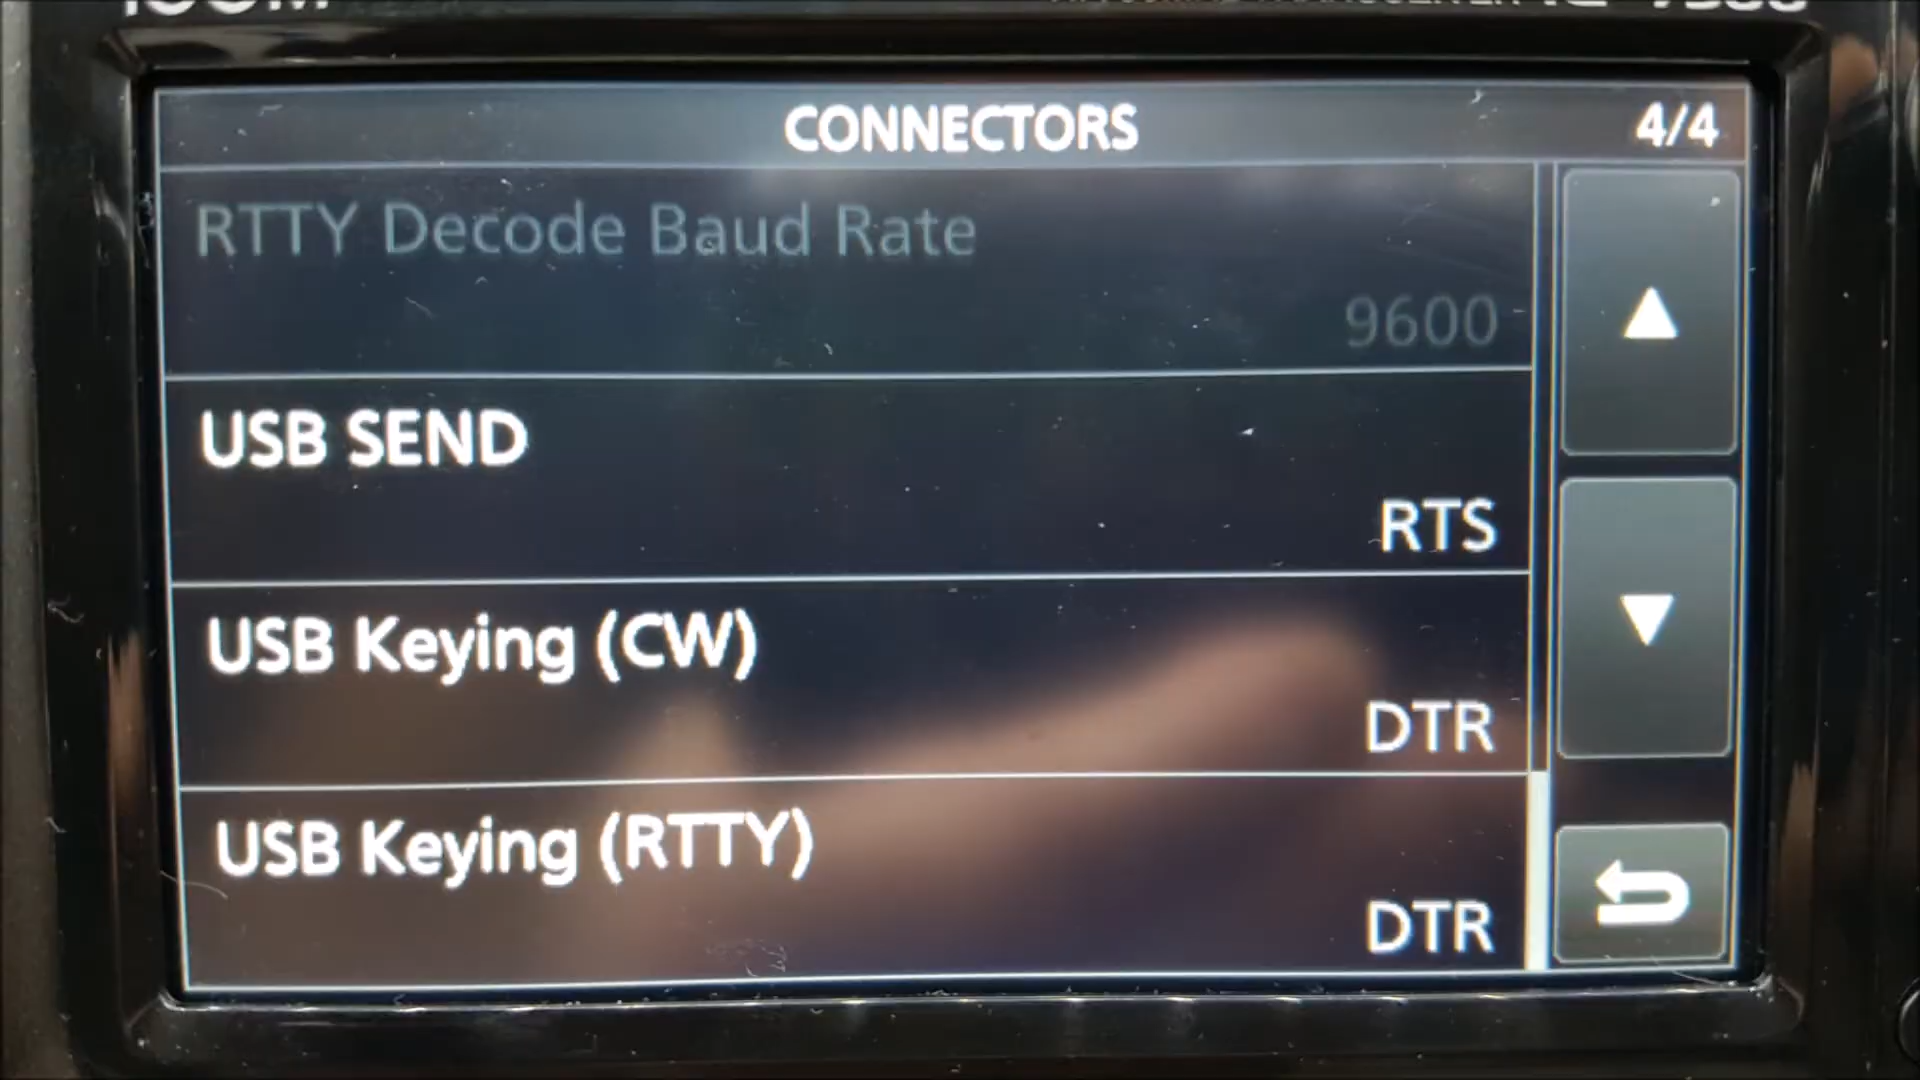 ICOM
CONNECTORS 4/4
RTTY Decode Baud Rate
9600
USB SEND
RTS
USB Keying (CW)
DTR
USB Keying (RTTY)
DTR